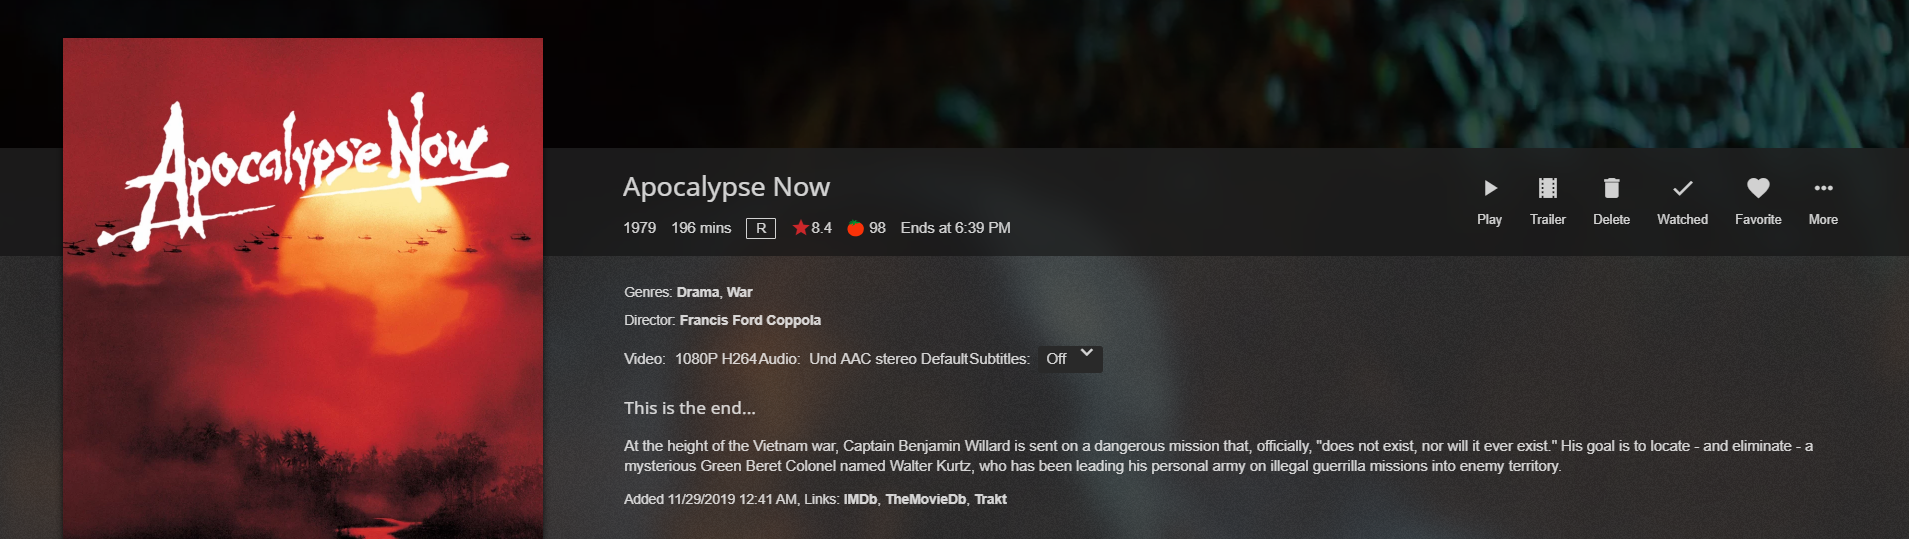 Apocalypse Now
Apocalypse Now
1979 196 mins R 8.4 98 Ends at 6:39 PM
Play Trailer Delete Watched Favorite More
Genres: Drama, War
Director: Francis Ford Coppola
Video: 1080P H264 Audio: Und AAC stereo Default Subtitles: Off
This is the end...
At the height of the Vietnam war, Captain Benjamin Willard is sent on a dangerous mission that, officially, "does not exist, nor will it ever exist." His goal is to locate - and eliminate - a
mysterious Green Beret Colonel named Walter Kurtz, who has been leading his personal army on illegal guerrilla missions into enemy territory.
Added 11/29/2019 12:41 AM, Links: IMDb, TheMovieDb, Trakt